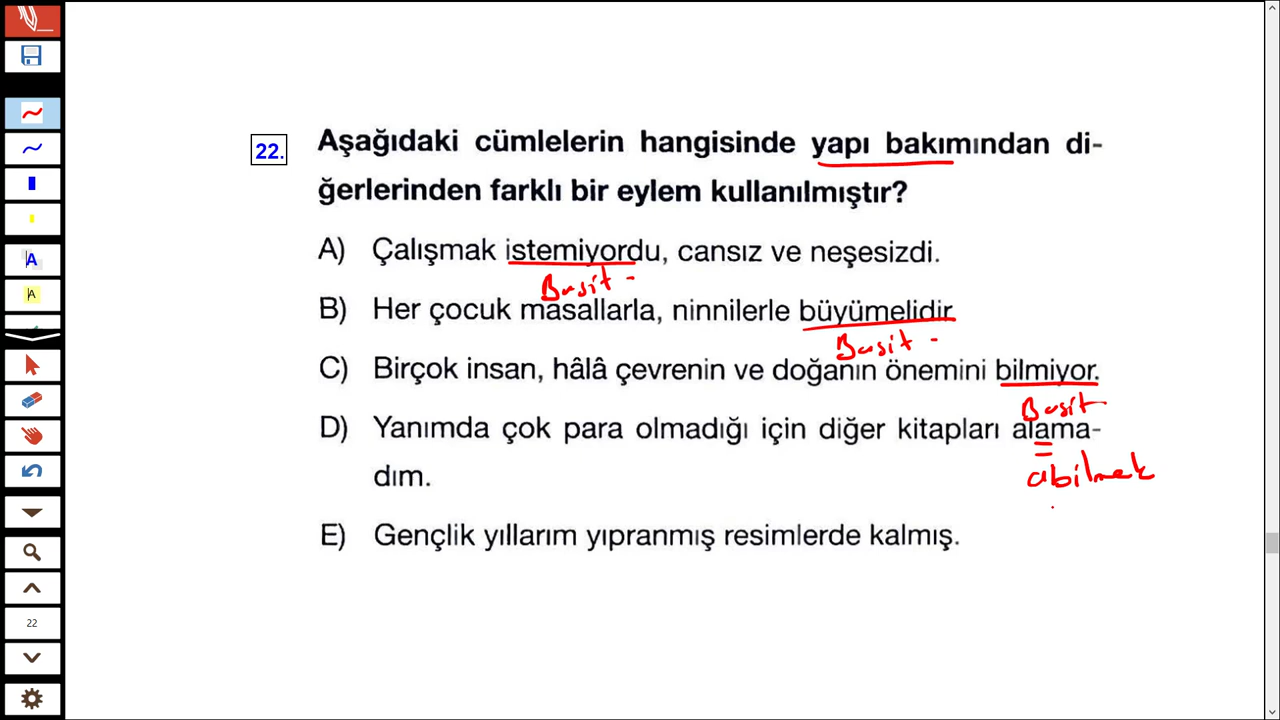 22.
Aşağıdaki cümlelerin hangisinde yapı bakımından di-
ğerlerinden farklı bir eylem kullanılmıştır?
A) Çalışmak istemiyordu, cansız ve neşesizdi.
Basit
B) Her çocuk masallarla, ninnilerle büyümelidir
Basit
C) Birçok insan, hâlâ çevrenin ve doğanın önemini bilmiyor.
Basit
D) Yanımda çok para olmadığı için diğer kitapları alama-
dım.
abilmek
E) Gençlik yıllarım yıpranmış resimlerde kalmış.
A
A
22